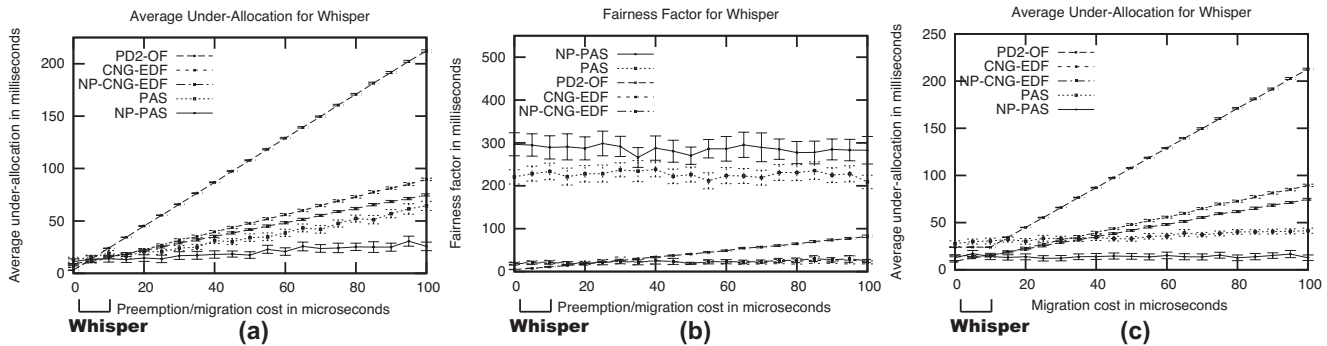 Average Under-Allocation for Whisper
Average under-allocation in milliseconds
200
150
100
50
0
PD2-OF
CNG-EDF
NP-CNG-EDF
PAS
NP-PAS
0 20 40 60 80 100
Preemption/migration cost in microseconds
Whisper
(a)
Fairness Factor for Whisper
Fairness factor in milliseconds
500
400
300
200
100
0
NP-PAS
PAS
PD2-OF
CNG-EDF
NP-CNG-EDF
0 20 40 60 80 100
Preemption/migration cost in microseconds
Whisper
(b)
Average Under-Allocation for Whisper
Average under-allocation in milliseconds
250
200
150
100
50
0
PD2-OF
CNG-EDF
NP-CNG-EDF
PAS
NP-PAS
0 20 40 60 80 100
Migration cost in microseconds
Whisper
(c)